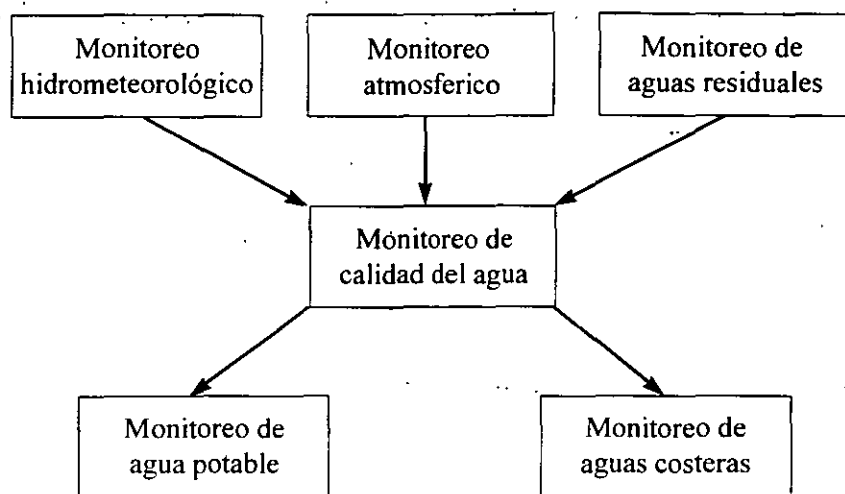 Monitoreo
hidrometeorológico
Monitoreo
atmosferico
Monitoreo de
aguas residuales
Monitoreo de
calidad del agua
Monitoreo de
agua potable
Monitoreo de
aguas costeras